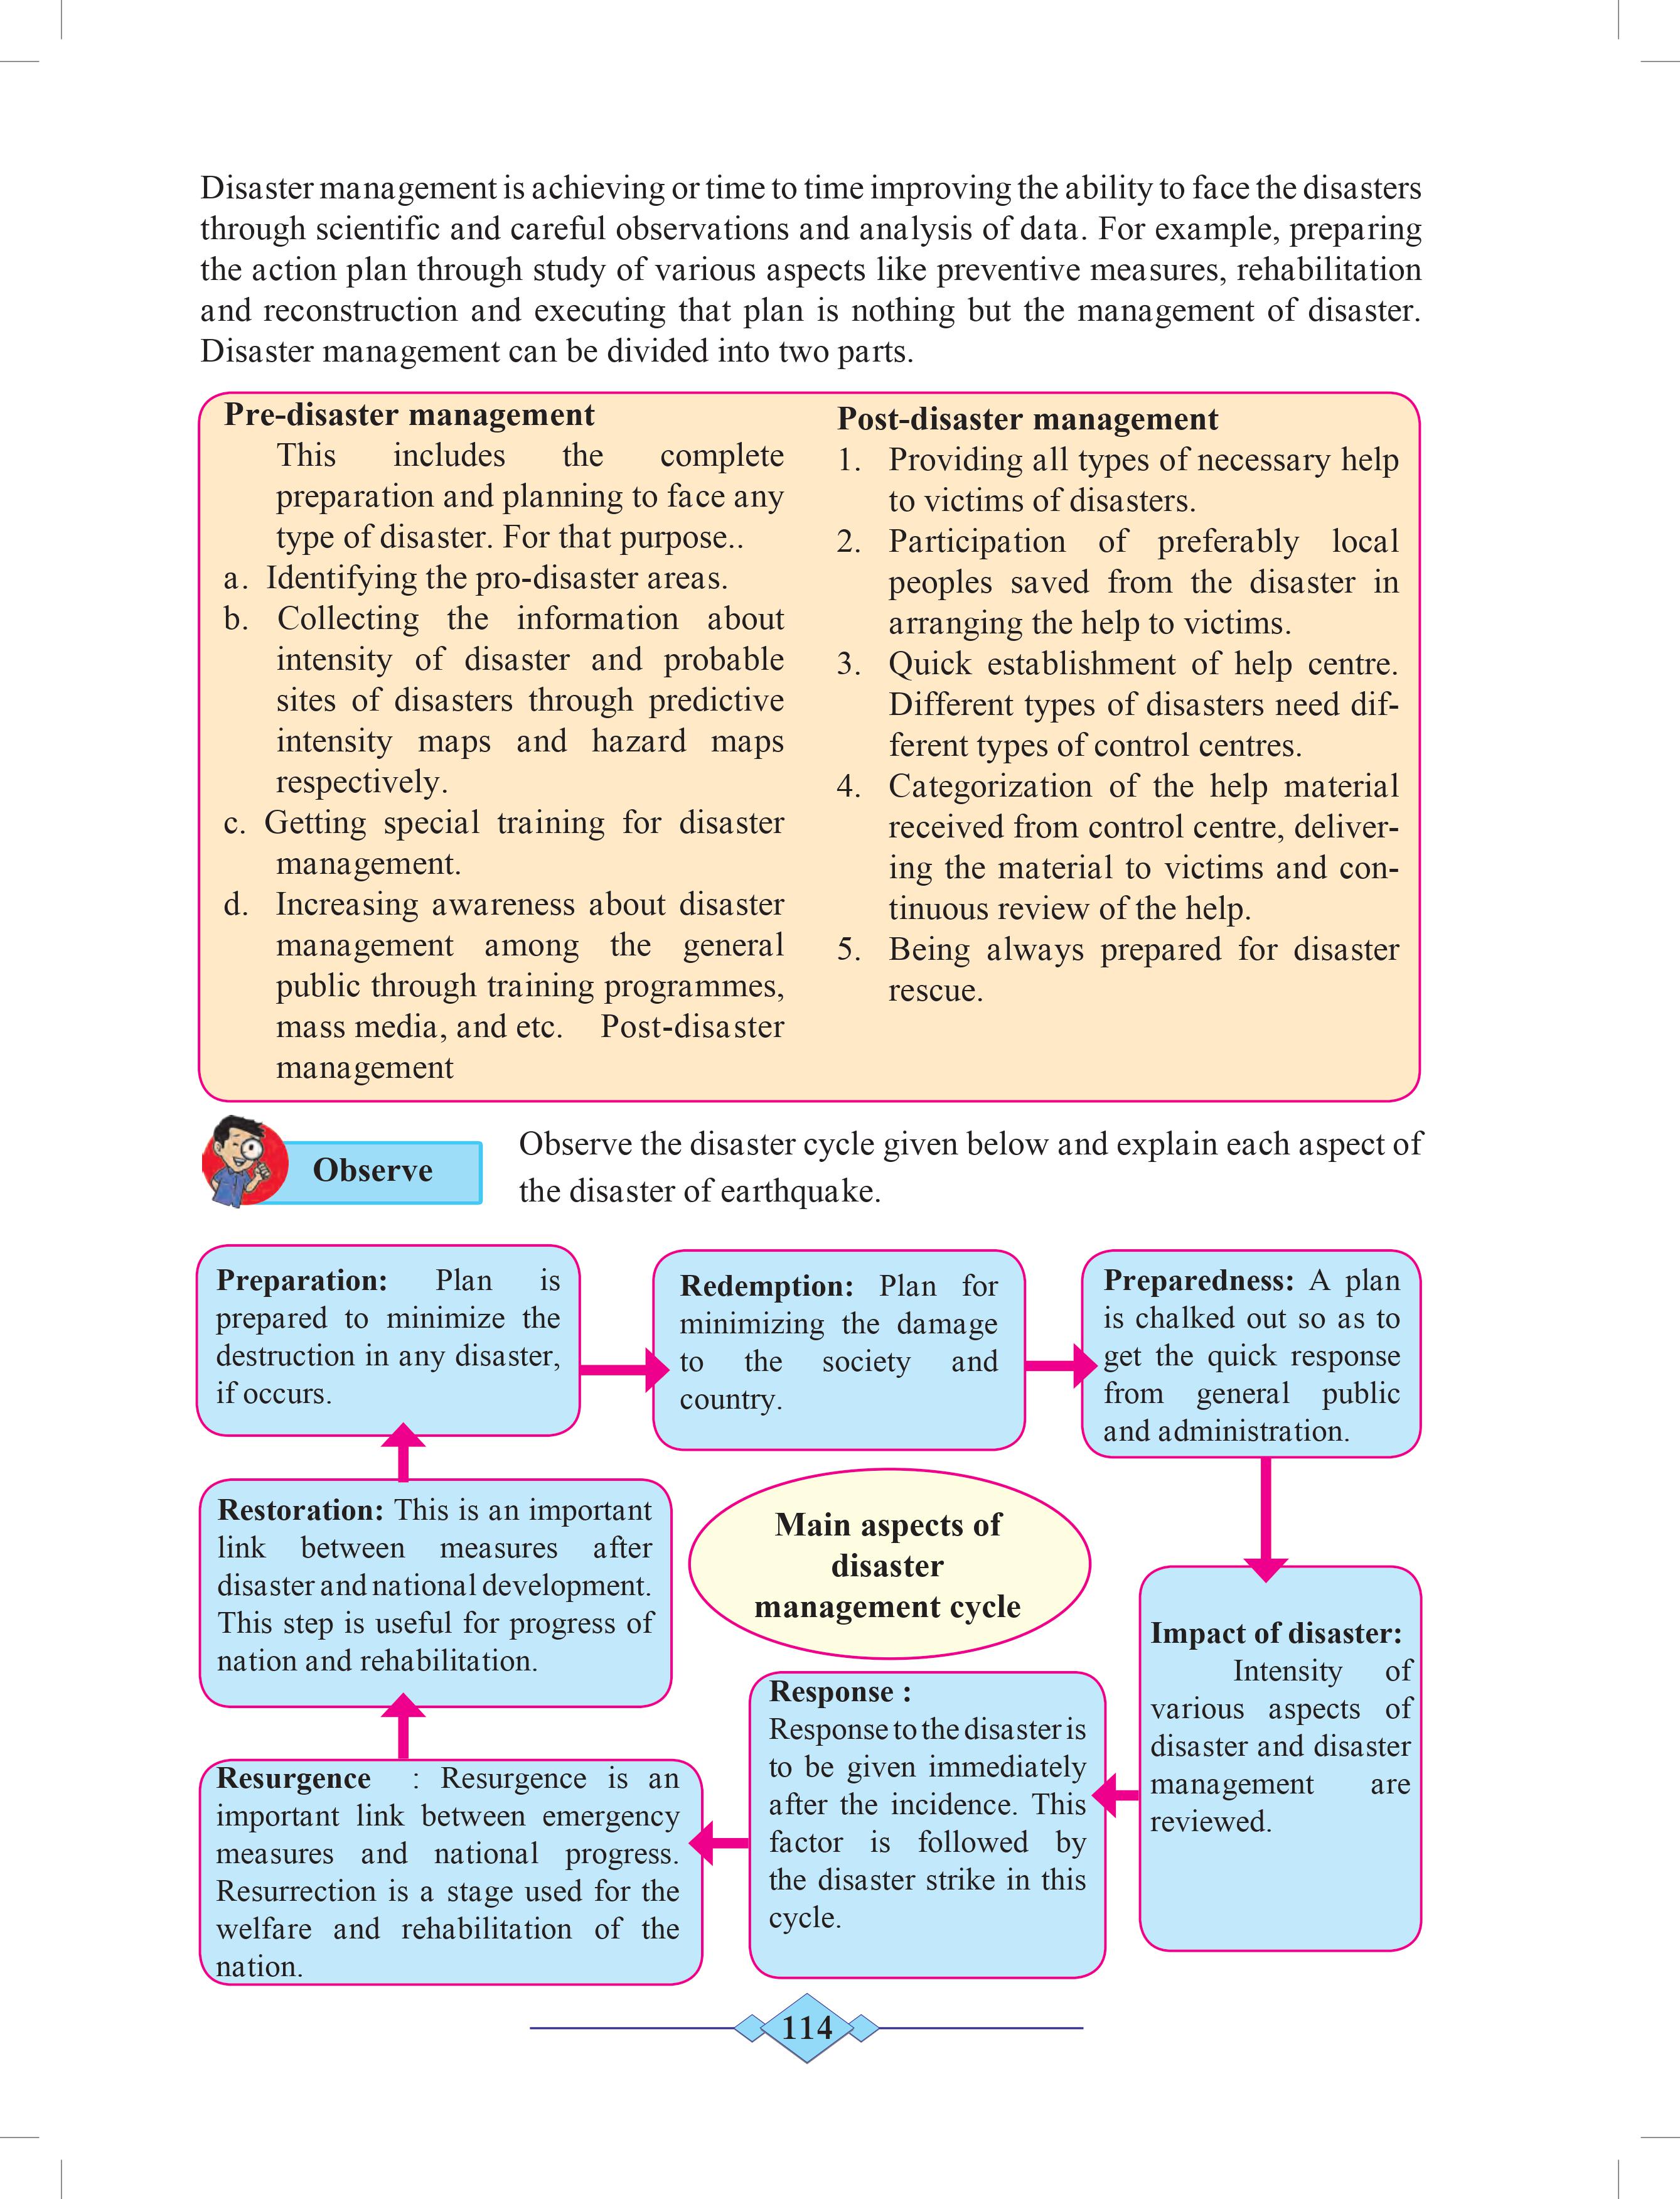 Disaster management is achieving or time to time improving the ability to face the disasters
through scientific and careful observations and analysis of data. For example, preparing
the action plan through study of various aspects like preventive measures, rehabilitation
and reconstruction and executing that plan is nothing but the management of disaster.
Disaster management can be divided into two parts.
Pre-disaster management
This includes the complete
preparation and planning to face any
type of disaster. For that purpose..
a. Identifying the pro-disaster areas.
b. Collecting the information about
intensity of disaster and probable
sites of disasters through predictive
intensity maps and hazard maps
respectively.
c. Getting special training for disaster
management.
d. Increasing awareness about disaster
management among the general
public through training programmes,
mass media, and etc. Post-disaster
management
Post-disaster management
1. Providing all types of necessary help
to victims of disasters.
2. Participation of preferably local
peoples saved from the disaster in
arranging the help to victims.
3. Quick establishment of help centre.
Different types of disasters need dif-
ferent types of control centres.
4. Categorization of the help material
received from control centre, deliver-
ing the material to victims and con-
tinuous review of the help.
5. Being always prepared for disaster
rescue.
Observe
Observe the disaster cycle given below and explain each aspect of
the disaster of earthquake.
Preparation: Plan is
prepared to minimize the
destruction in any disaster,
if occurs.
Redemption: Plan for
minimizing the damage
to the society and
country.
Preparedness: A plan
is chalked out so as to
get the quick response
from general public
and administration.
Restoration: This is an important
link between measures after
disaster and national development.
This step is useful for progress of
nation and rehabilitation.
Main aspects of
disaster
management cycle
Impact of disaster:
Intensity of
various aspects of
disaster and disaster
management are
reviewed.
Response :
Response to the disaster is
to be given immediately
after the incidence. This
factor is followed by
the disaster strike in this
cycle.
Resurgence : Resurgence is an
important link between emergency
measures and national progress.
Resurrection is a stage used for the
welfare and rehabilitation of the
nation.
114